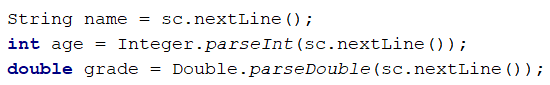 String name = sc.nextLine();
int age = Integer.parseInt(sc.nextLine());
double grade = Double.parseDouble(sc.nextLine());